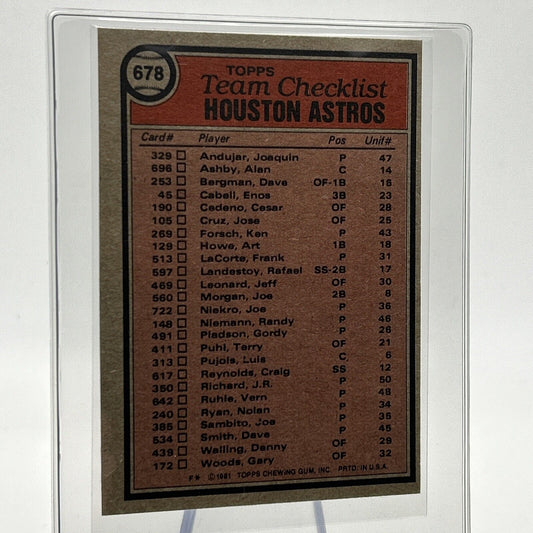 678
TOPPS
Team Checklist
HOUSTON ASTROS
Card# Player Pos Unif#
329 Andujar, Joaquin P 47
696 Ashby, Alan C 14
253 Bergman, Dave OF-1B 16
45 Cabell, Enos 3B 23
190 Cedeno, Cesar OF 28
105 Cruz, Jose OF 25
269 Forsch, Ken P 43
129 Howe, Art 1B 18
513 LaCorte, Frank P 31
597 Landestoy, Rafael SS-2B 17
469 Leonard, Jeff OF 30
560 Morgan, Joe 2B 8
722 Niekro, Joe P 36
148 Niemann, Randy P 46
491 Pladson, Gordy P 26
411 Puhl, Terry OF 21
313 Pujols, Luis C 6
617 Reynolds, Craig SS 12
350 Richard, J.R. P 50
642 Ruhle, Vern P 48
240 Ryan, Nolan P 34
385 Sambito, Joe P 35
534 Smith, Dave P 45
439 Walling, Denny OF 29
172 Woods, Gary OF 32
F* © 1981 TOPPS CHEWING GUM, INC. PRTD. IN U.S.A.